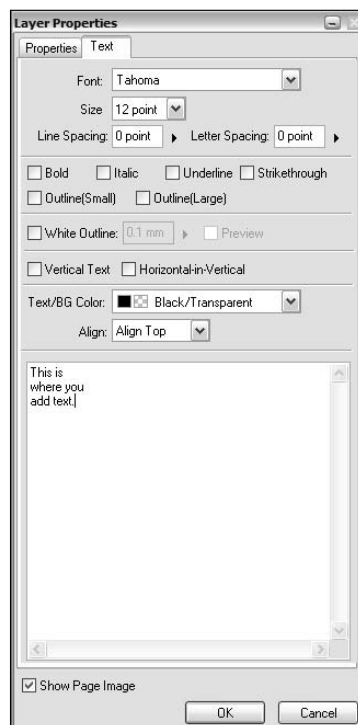 Layer Properties
Properties Text
Font: Tahoma
Size 12 point
Line Spacing: 0 point Letter Spacing: 0 point
Bold Italic Underline Strikethrough
Outline(Small) Outline(Large)
White Outline: 0.1 mm Preview
Vertical Text Horizontal-in-Vertical
Text/BG Color: Black/Transparent
Align: Align Top
This is
where you
add text.
Show Page Image
OK Cancel